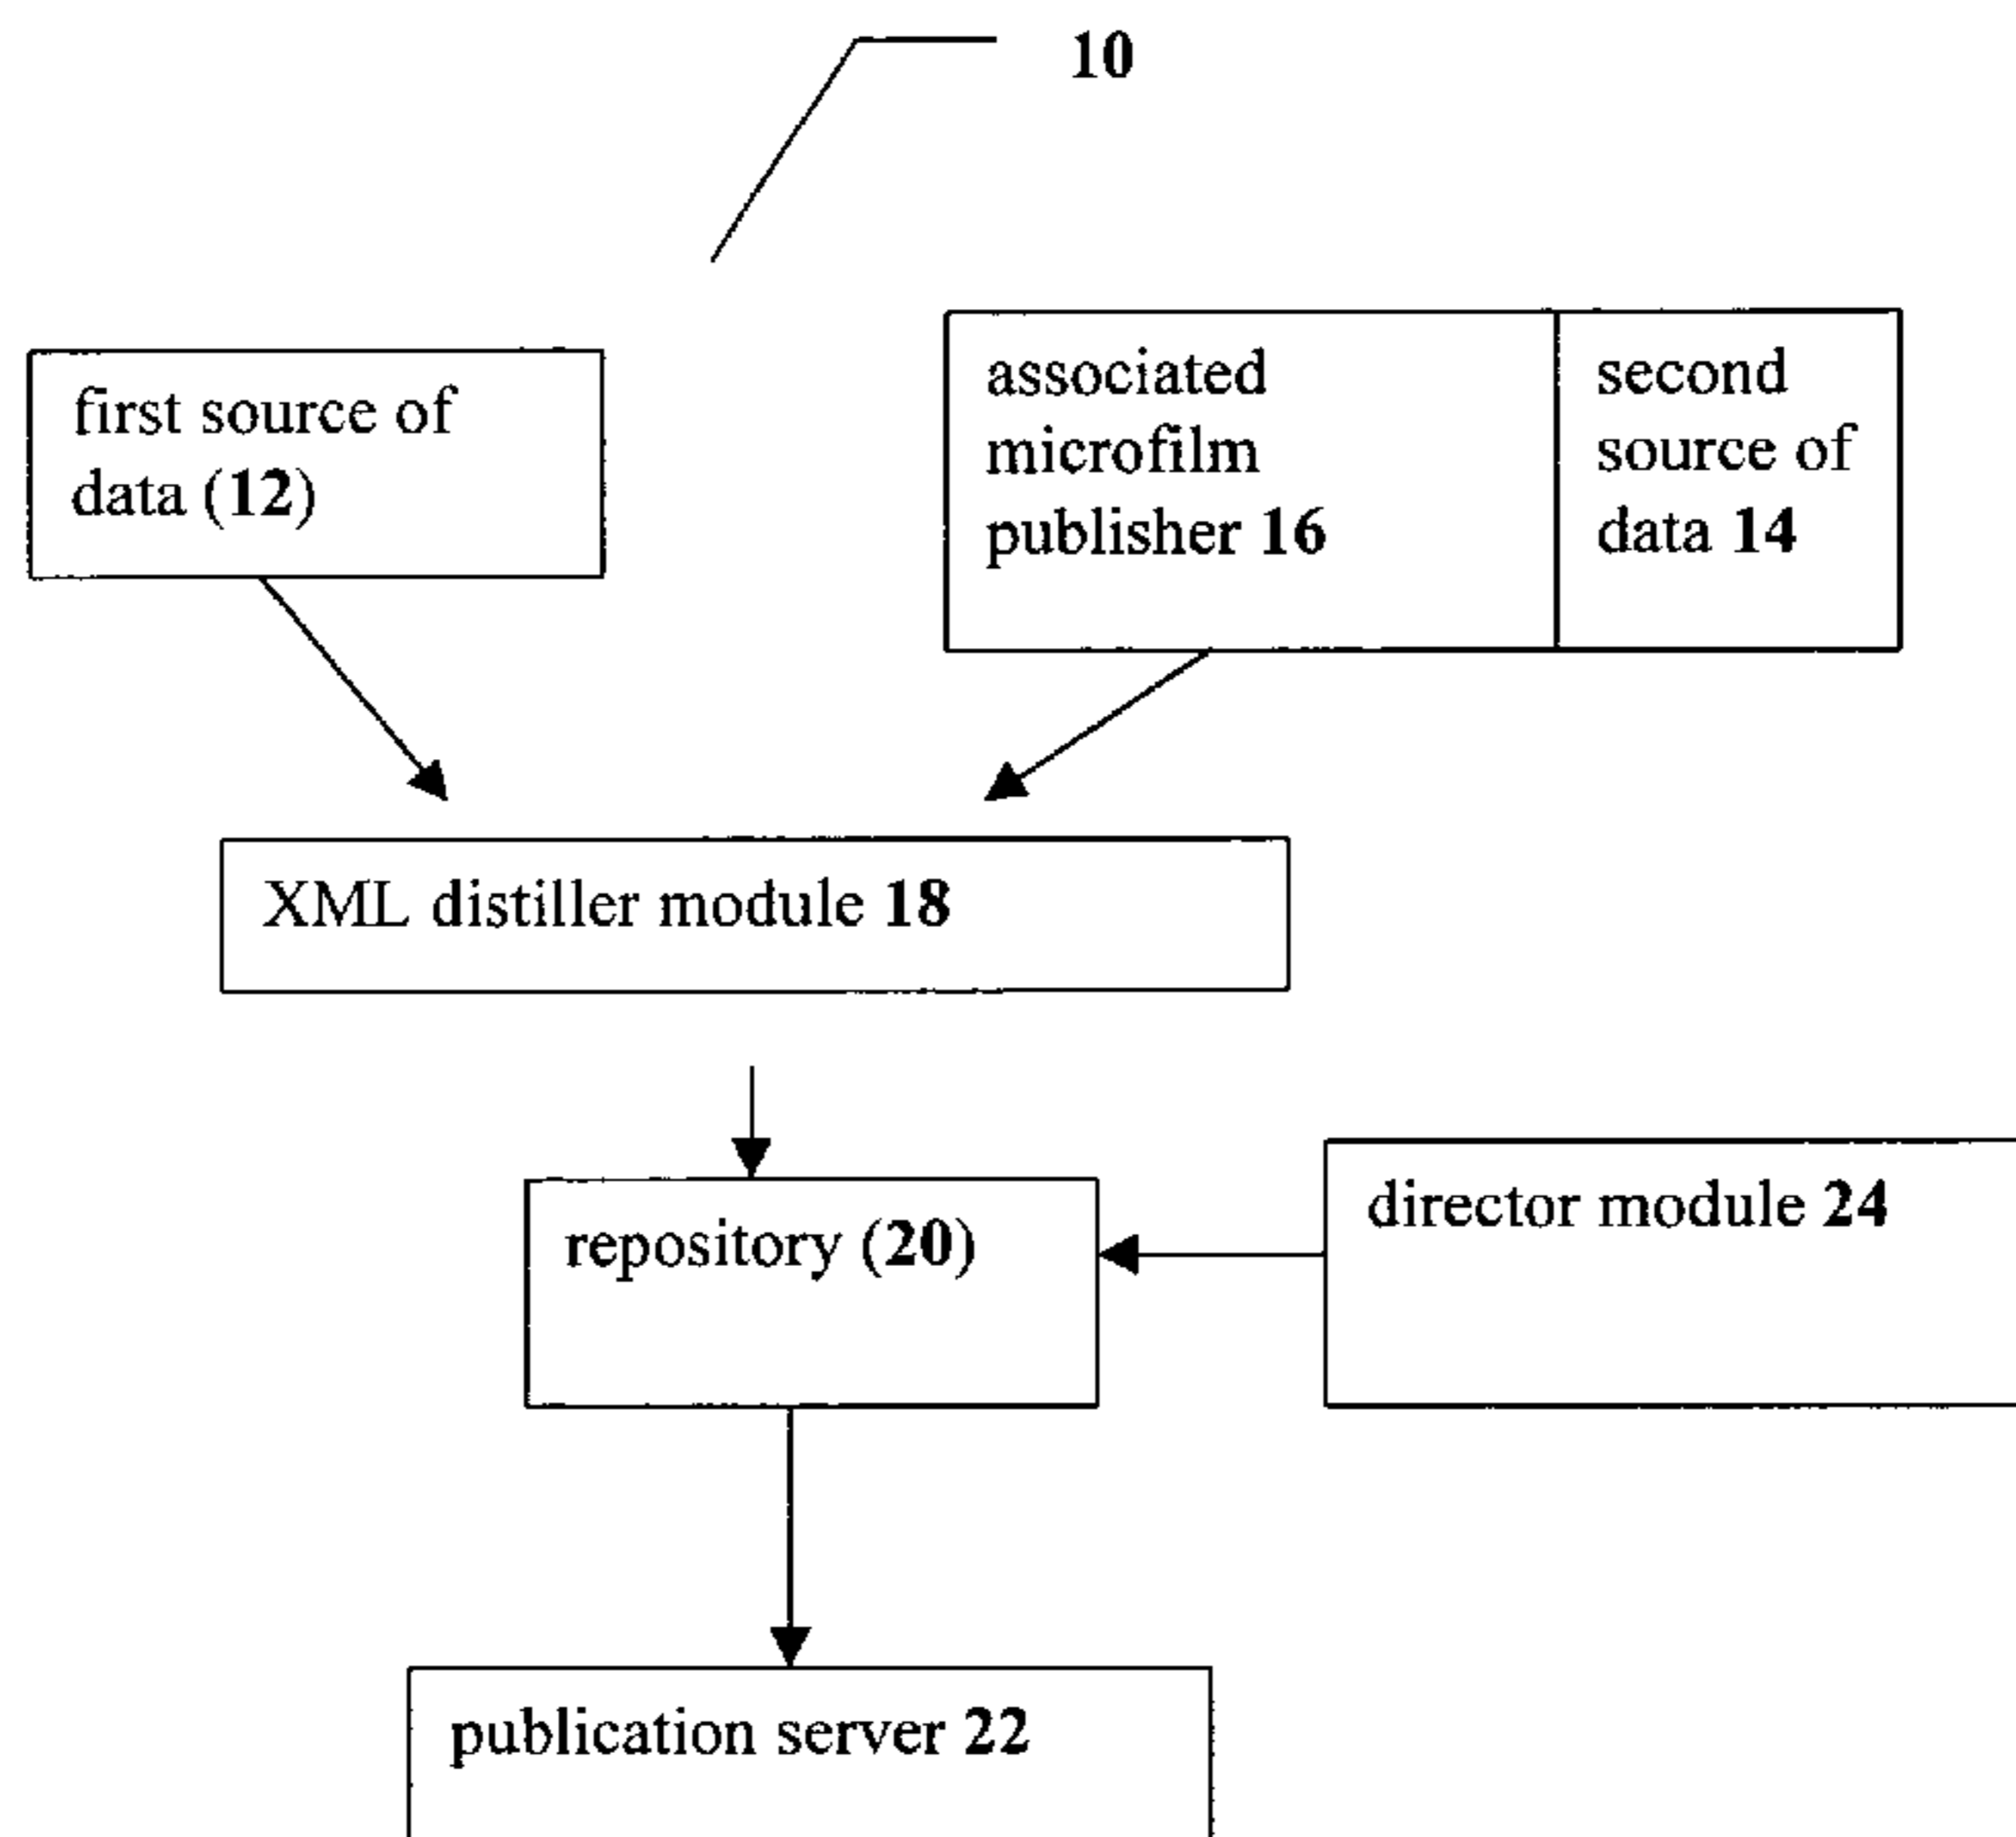 10
first source of
data (12)
associated
microfilm
publisher 16
second
source of
data 14
XML distiller module 18
repository (20)
director module 24
publication server 22